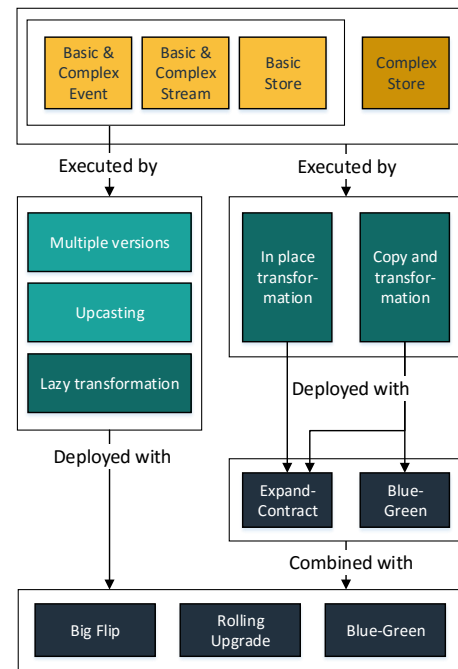 Basic &
Complex
Event
Basic &
Complex
Stream
Basic
Store
Complex
Store
Executed by
Executed by
Multiple versions
Upcasting
Lazy transformation
In place
transfor-
mation
Copy and
transfor-
mation
Deployed with
Deployed with
Expand-
Contract
Blue-
Green
Combined with
Big Flip
Rolling
Upgrade
Blue-Green